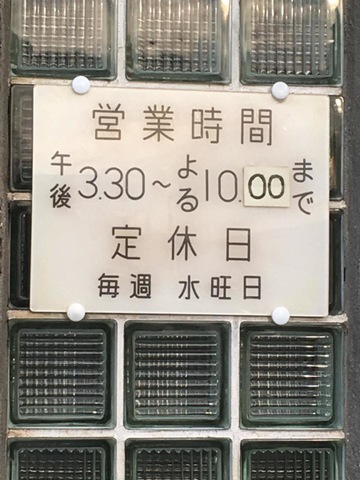 営業時間
午後3.30~よる10.00まで
定休日
毎週 水旺日